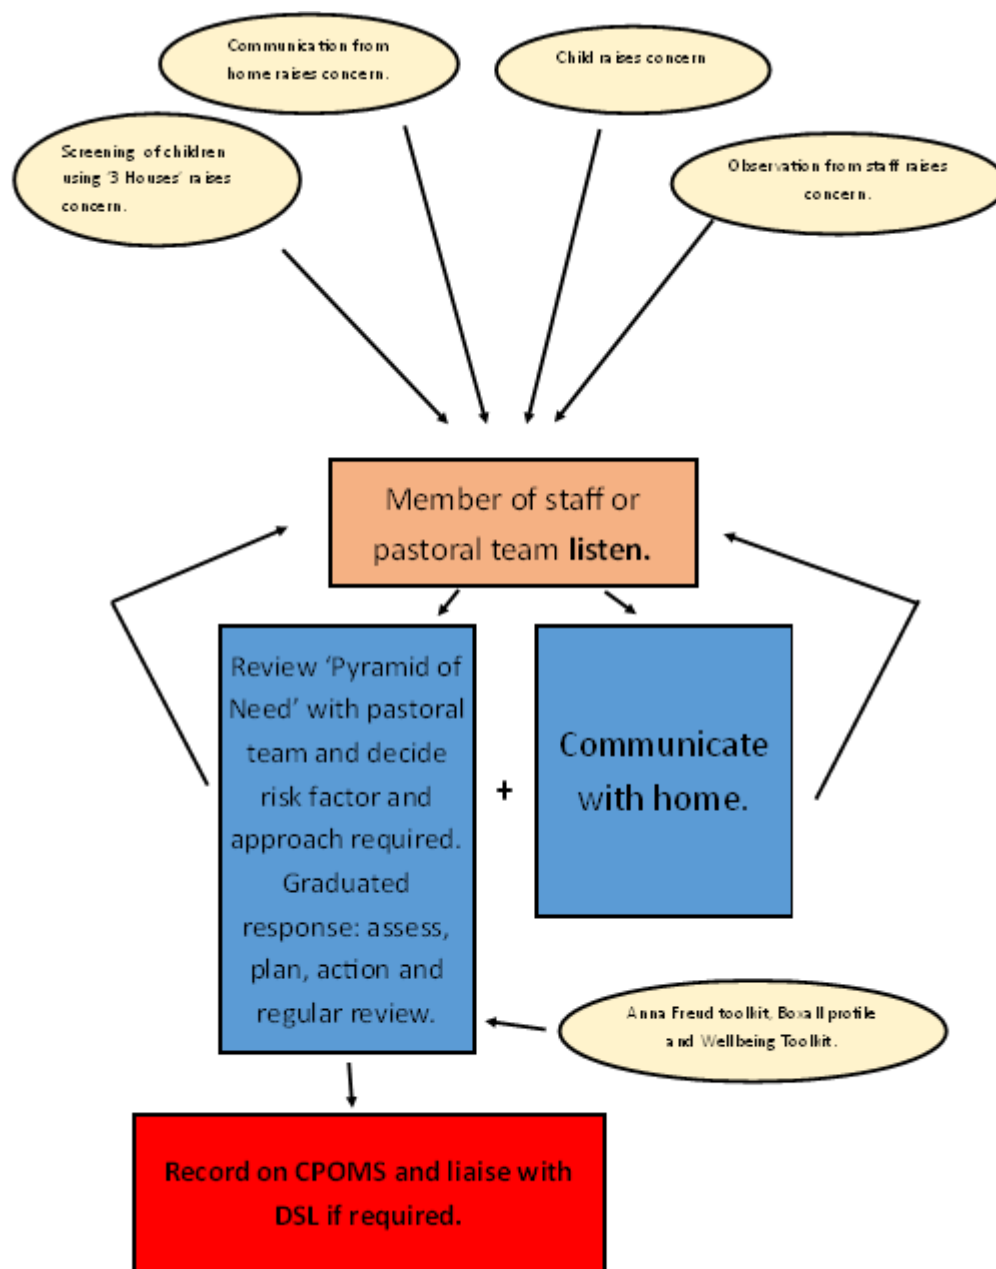 Communication from
home raises concern.
Child raises concern
Screening of children
using '3 Houses' raises
concern.
Observation from staff raises
concern.
Member of staff or
pastoral team listen.
Review 'Pyramid of
Need' with pastoral
team and decide
risk factor and
approach required.
Graduated
response: assess,
plan, action and
regular review.
+
Communicate
with home.
Anna Freud toolkit, Boxall profile
and Wellbeing Toolkit.
Record on CPOMS and liaise with
DSL if required.